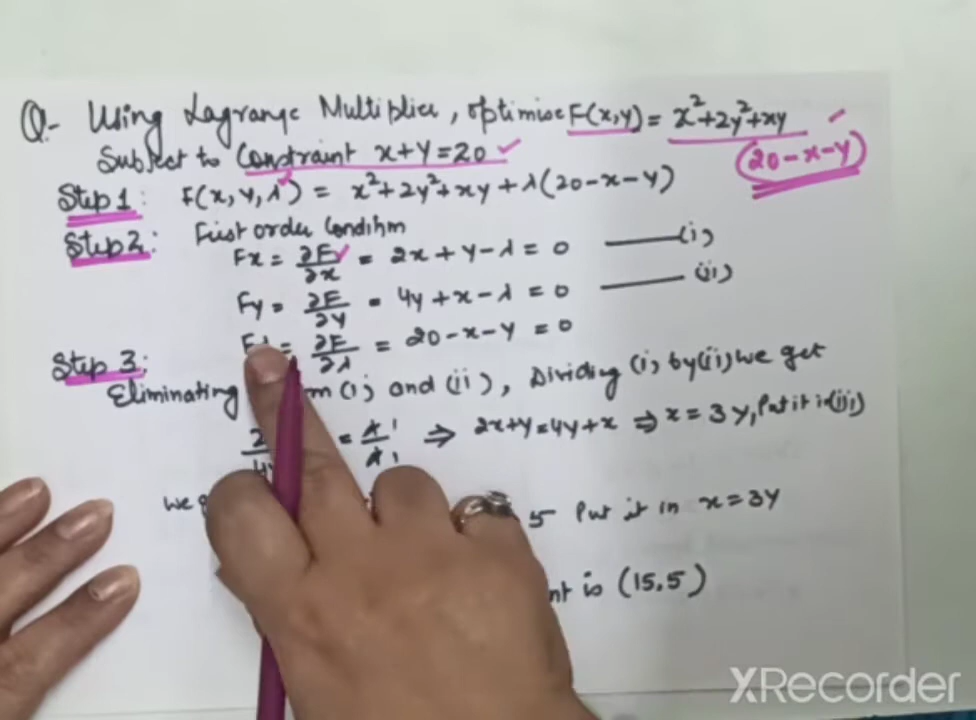 Q.- Using Lagrange Multiplier, optimise F(x,y) = x²+2y²+xy
Subject to Constraint x+y=20
(20-x-y)
Step 1: F(x, y, λ) = x²+2y²+xy+λ(20-x-y)
Step 2: First order Condition
Fx = ∂F/∂x = 2x+y-λ = 0 —— (i)
Fy = ∂F/∂y = 4y+x-λ = 0 —— (ii)
= ∂F/∂λ = 20-x-y = 0
Step 3:
Eliminating (i) and (ii), Dividing (i) by (ii) we get
= λ/λ ⇒ 2x+y=4y+x ⇒ x=3y, Put it in (iii)
5 Put it in x=3y
is (15.5)
XRecorder